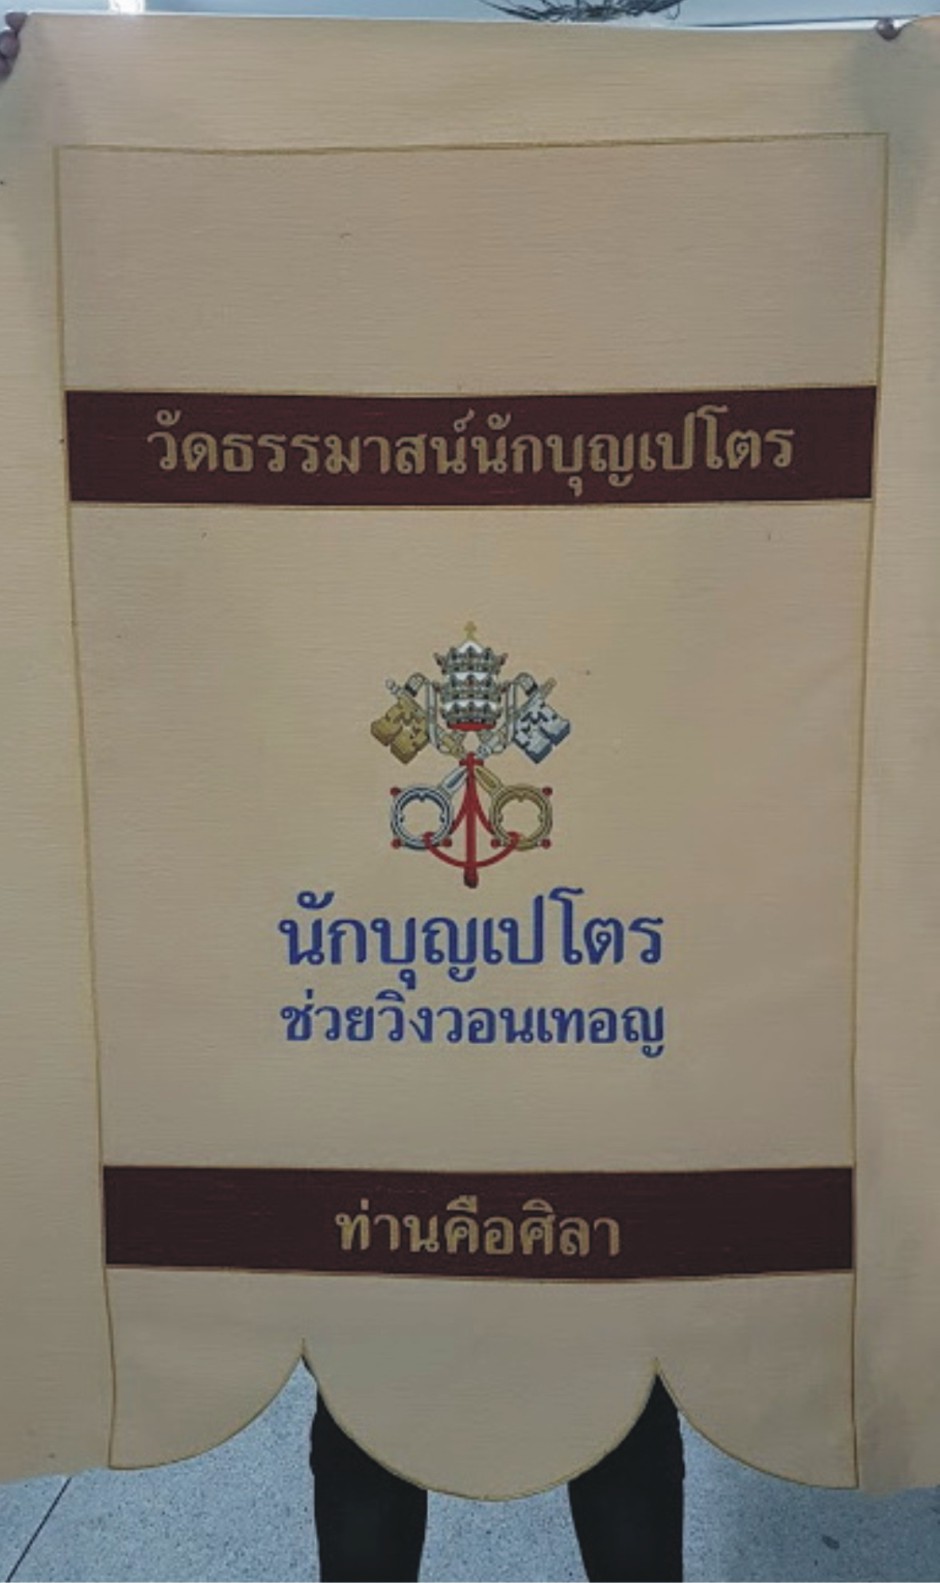 วัดธรรมาสน์นักบุญเปโตร
นักบุญเปโตร
ช่วยวิงวอนเทอญ
ท่านคือศิลา